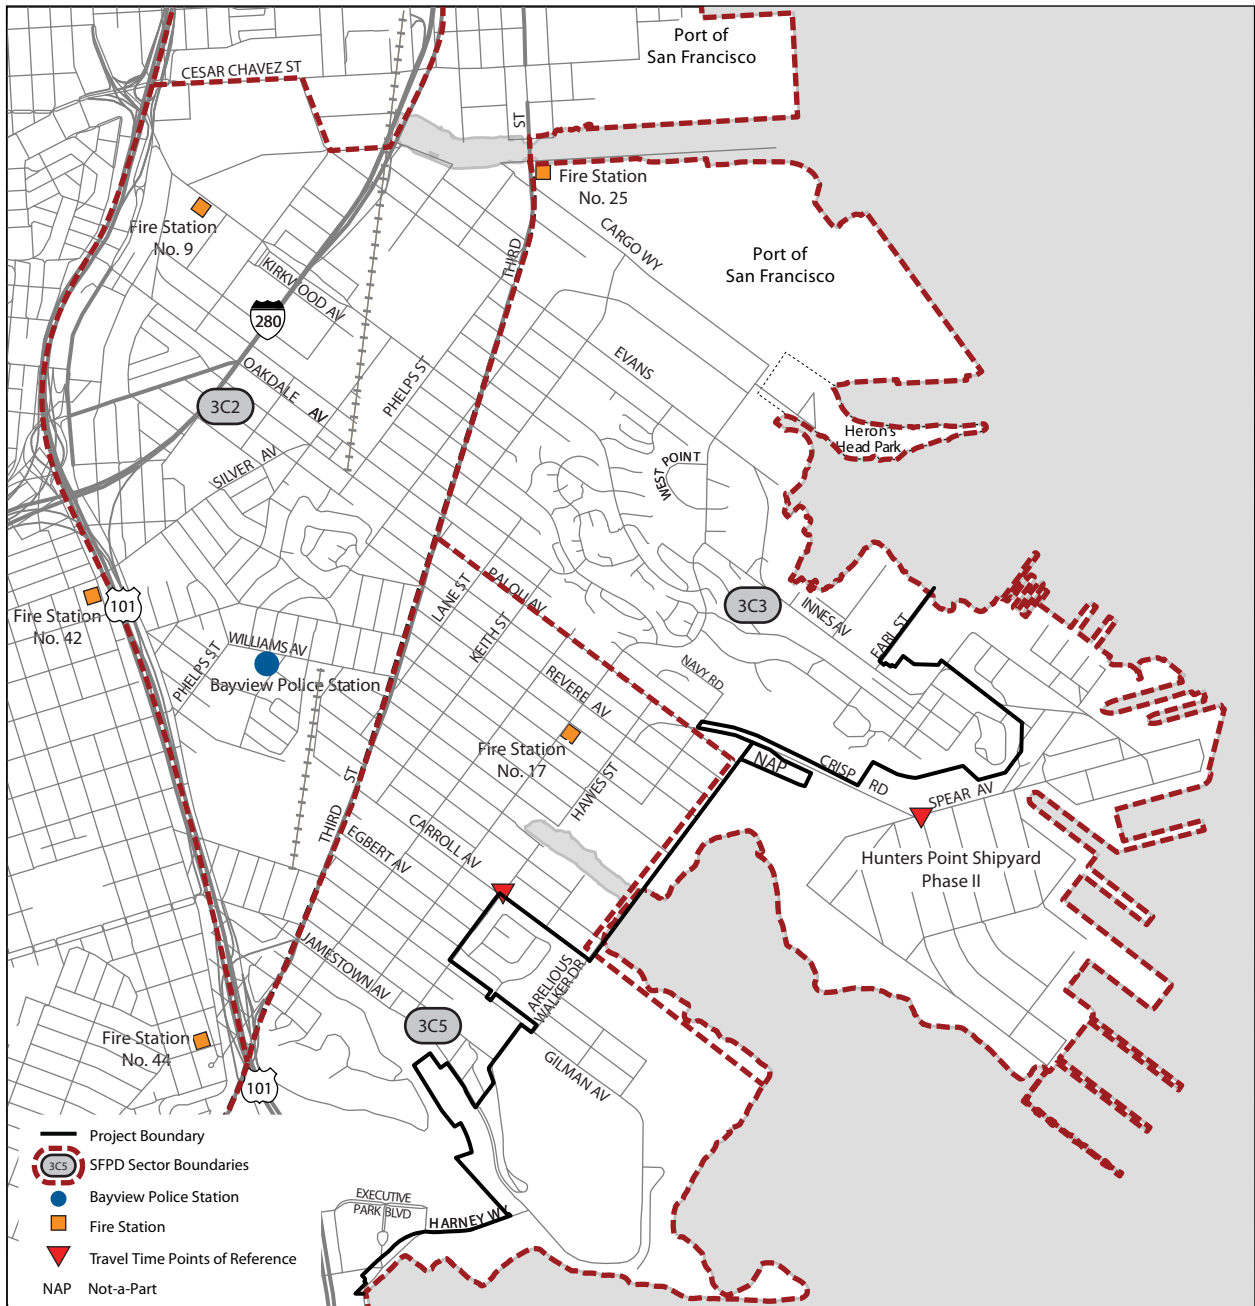 Port of
San Francisco
CESAR CHAVEZ ST
ST
Fire Station
No. 25
Fire Station
No. 9
CARGO WY
THIRD
Port of
San Francisco
KIRKWOOD AV
280
EVANS
OAKDALE AV
PHELPS ST
3C2
Heron's
Head Park
SILVER AV
WEST POINT
PALOU AV
LANE ST
3C3
101
Fire Station
No. 42
INNES AV
EARL ST
KEITH ST
WILLIAMS AV
PHELPS ST
Bayview Police Station
NAVY RD
REVERE AV
Fire Station
No. 17
NAP
CRISP RD
HAWES ST
SPEAR AV
THIRD ST
CARROLL AV
EGBERT AV
Hunters Point Shipyard
Phase II
JAMESTOWN AV
ARELIOUS
WALKER DR
3C5
Fire Station
No. 44
GILMAN AV
101
Project Boundary
3C5
SFPD Sector Boundaries
Bayview Police Station
Fire Station
Travel Time Points of Reference
NAP Not-a-Part
EXECUTIVE
PARK BLVD
HARNEY WY